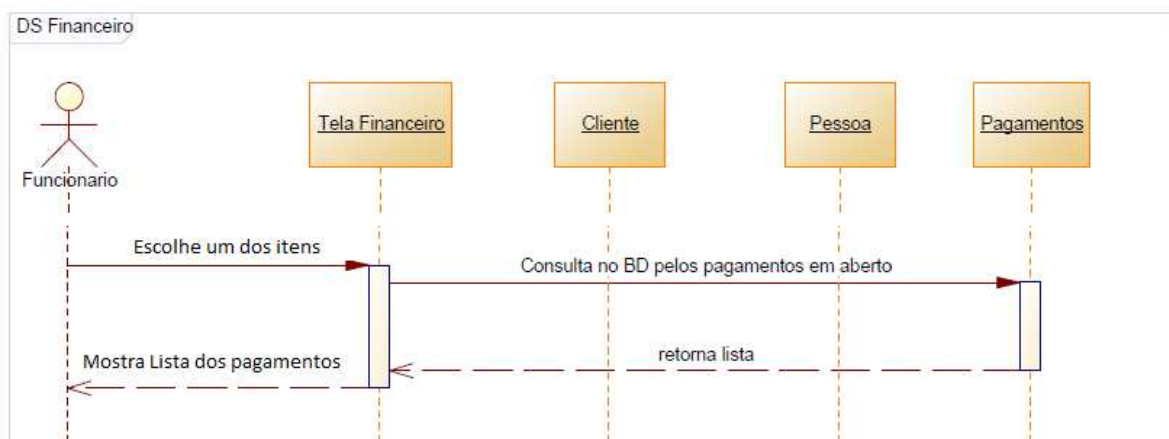 DS Financeiro
Tela Financeiro
Cliente
Pessoa
Pagamentos
Funcionario
Escolhe um dos itens
Consulta no BD pelos pagamentos em aberto
retorna lista
Mostra Lista dos pagamentos